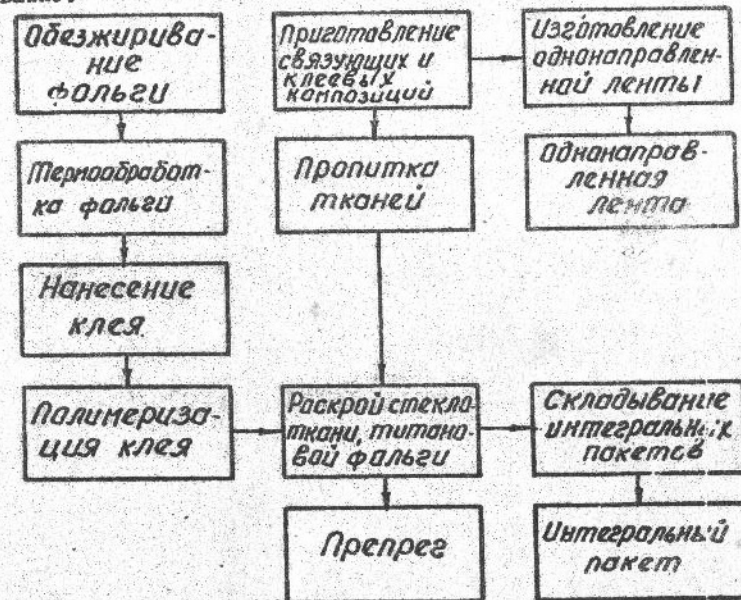 Обезжирива-
ние
фольги
Приготовление
связующих и
клеевых
композиций
Изготовление
однонаправлен-
ной ленты
Термообработ-
ка фольги
Пропитка
тканей
Однонаправ-
ленная
лента
Нанесение
клея
Полимериза-
ция клея
Раскрой стекло-
ткани, титано-
вой фольги
Складывание
интегральных
пакетов
Препрег
Интегральный
пакет